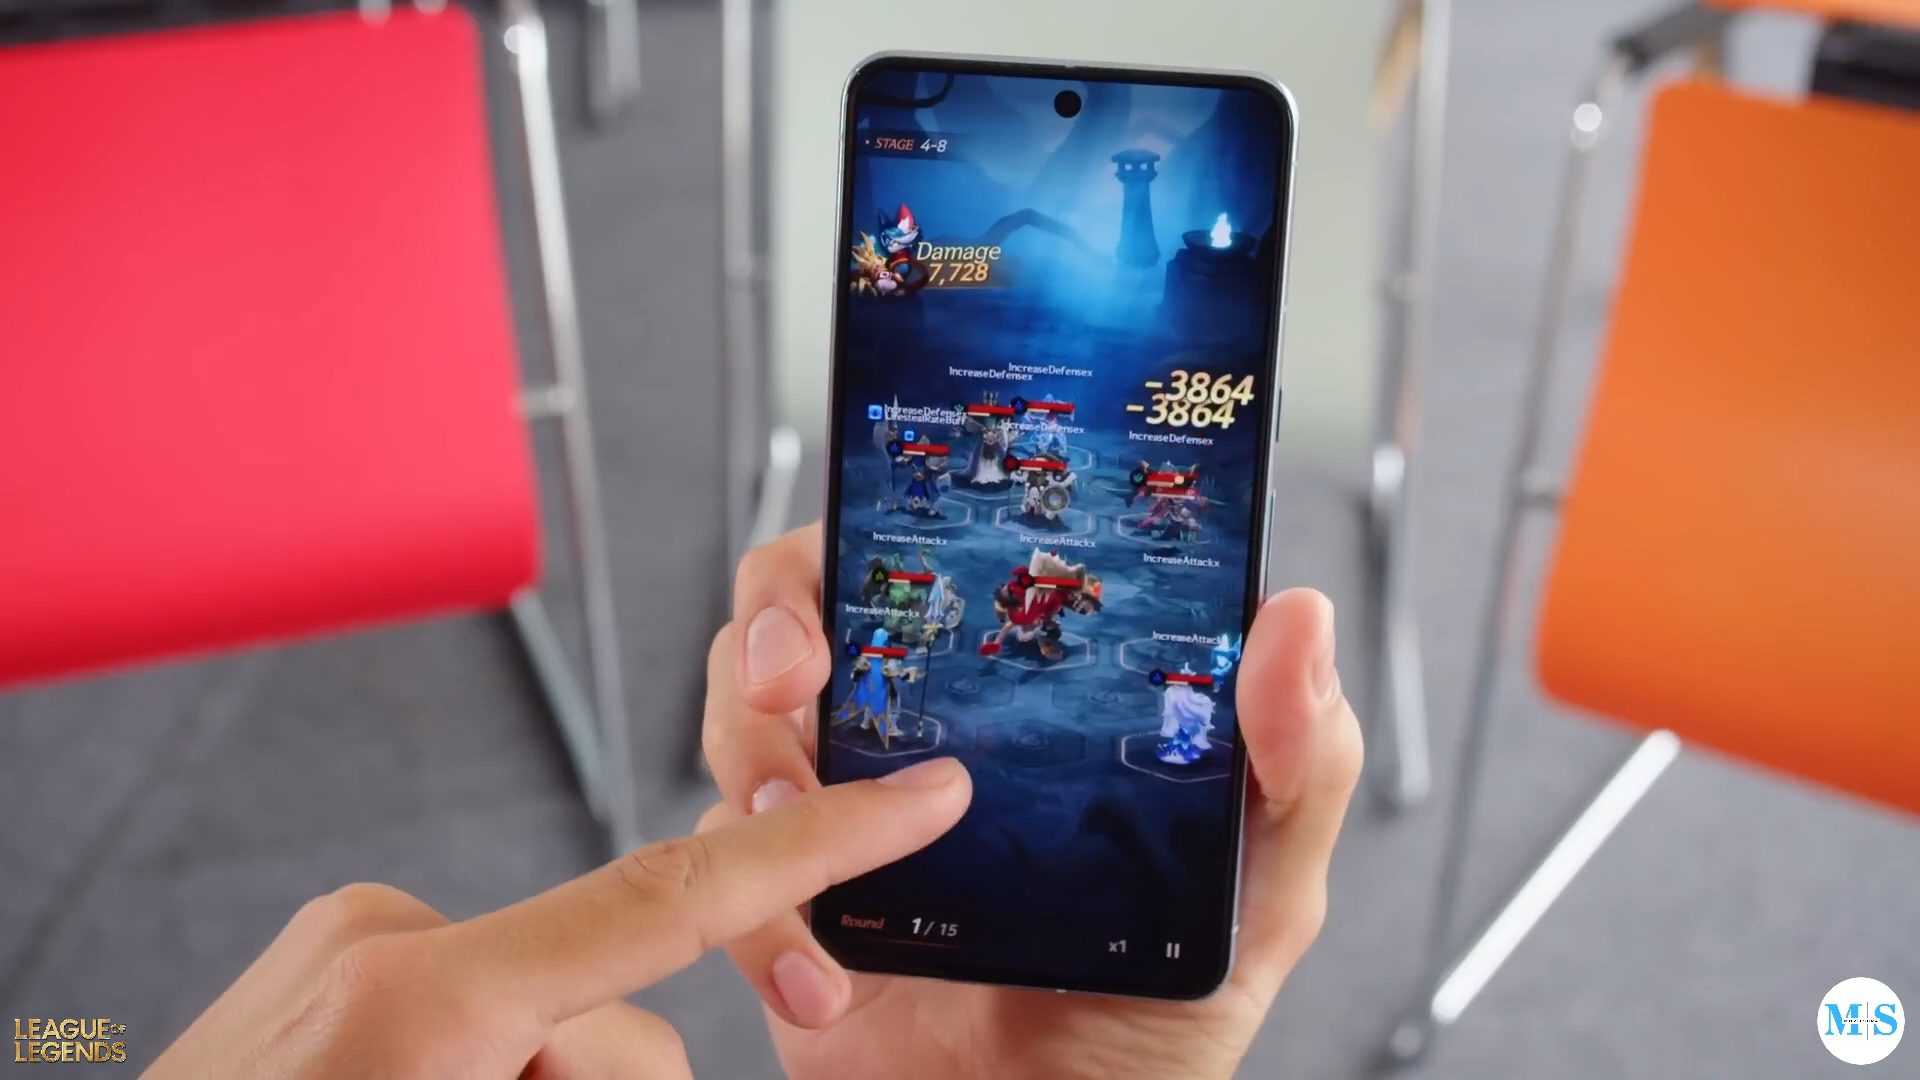 • STAGE 4-8
Damage
7,728
IncreaseDefensex
IncreaseDefensex
-3864
-3864
IncreaseDefensex
LifestealRateBuff
IncreaseDefensex
IncreaseDefensex
IncreaseAttackx
IncreaseAttackx
IncreaseAttackx
IncreaseAttackx
IncreaseAttack
Round 1 / 15
x1
LEAGUE OF
LEGENDS
M|S